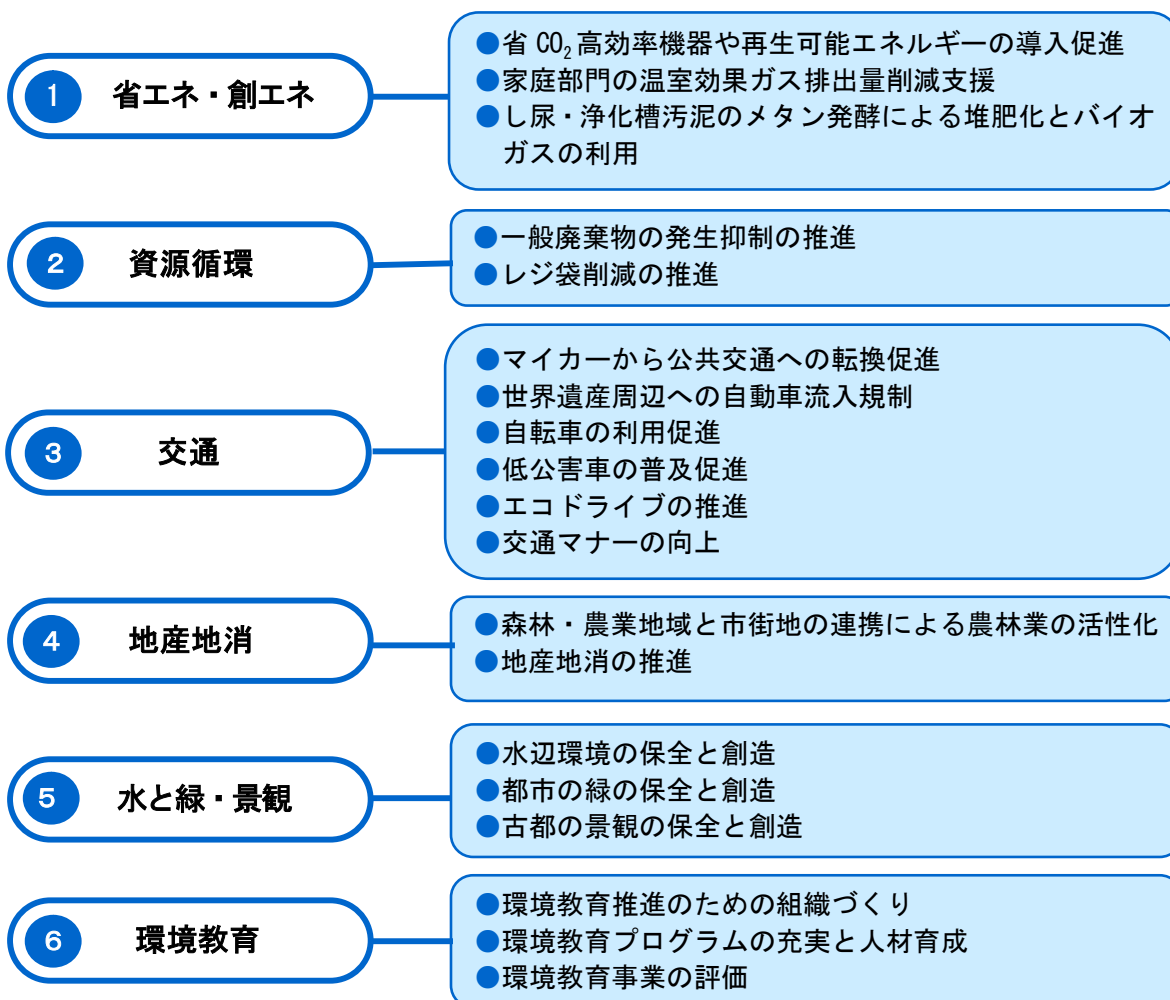 1 省エネ・創エネ
●省 CO₂高効率機器や再生可能エネルギーの導入促進
●家庭部門の温室効果ガス排出量削減支援
●し尿・浄化槽汚泥のメタン発酵による堆肥化とバイオ
ガスの利用
2 資源循環
●一般廃棄物の発生抑制の推進
●レジ袋削減の推進
3 交通
●マイカーから公共交通への転換促進
●世界遺産周辺への自動車流入規制
●自転車の利用促進
●低公害車の普及促進
●エコドライブの推進
●交通マナーの向上
4 地産地消
●森林・農業地域と市街地の連携による農林業の活性化
●地産地消の推進
5 水と緑・景観
●水辺環境の保全と創造
●都市の緑の保全と創造
●古都の景観の保全と創造
6 環境教育
●環境教育推進のための組織づくり
●環境教育プログラムの充実と人材育成
●環境教育事業の評価